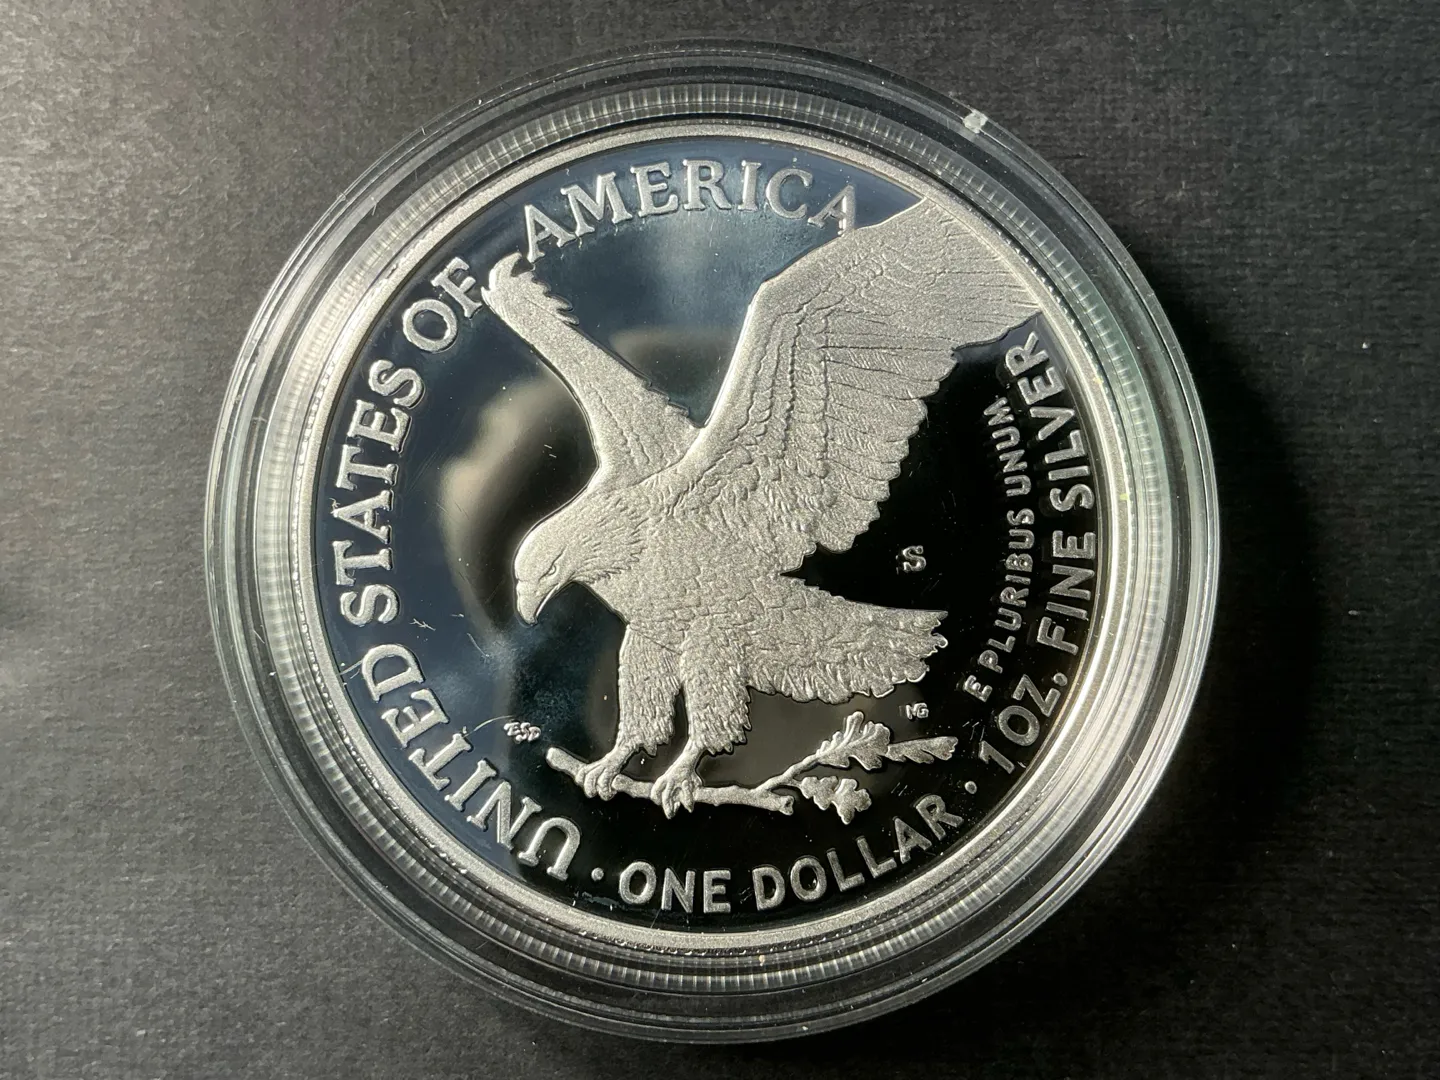 UNITED STATES OF AMERICA
· ONE DOLLAR · 1 OZ. FINE SILVER
E PLURIBUS UNUM
S
ESD
MG